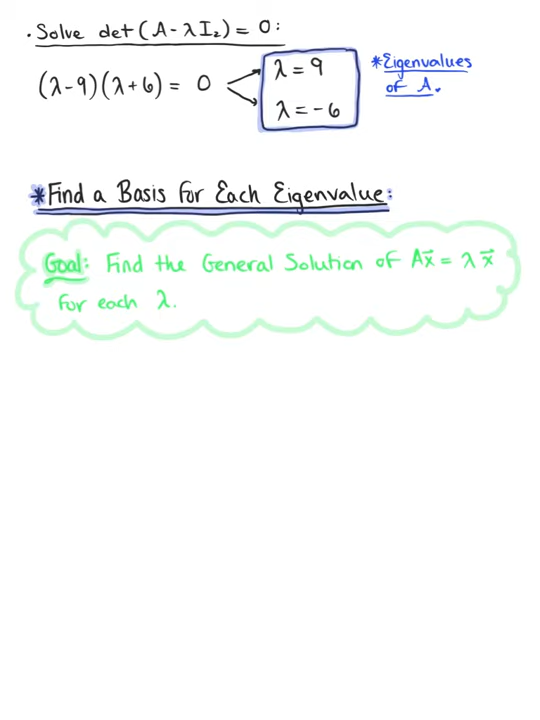 . Solve det(A-λI₂) = 0:
(λ-9)(λ+6) = 0
λ = 9
λ = -6
*Eigenvalues
of A.
*Find a Basis for Each Eigenvalue:
Goal: Find the General Solution of Ax⃗ = λx⃗
for each λ.